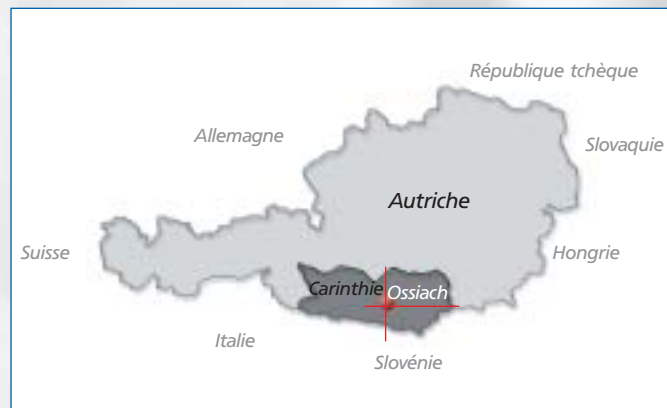 République tchèque
Allemagne
Slovaquie
Autriche
Suisse
Hongrie
Carinthie Ossiach
Italie
Slovénie